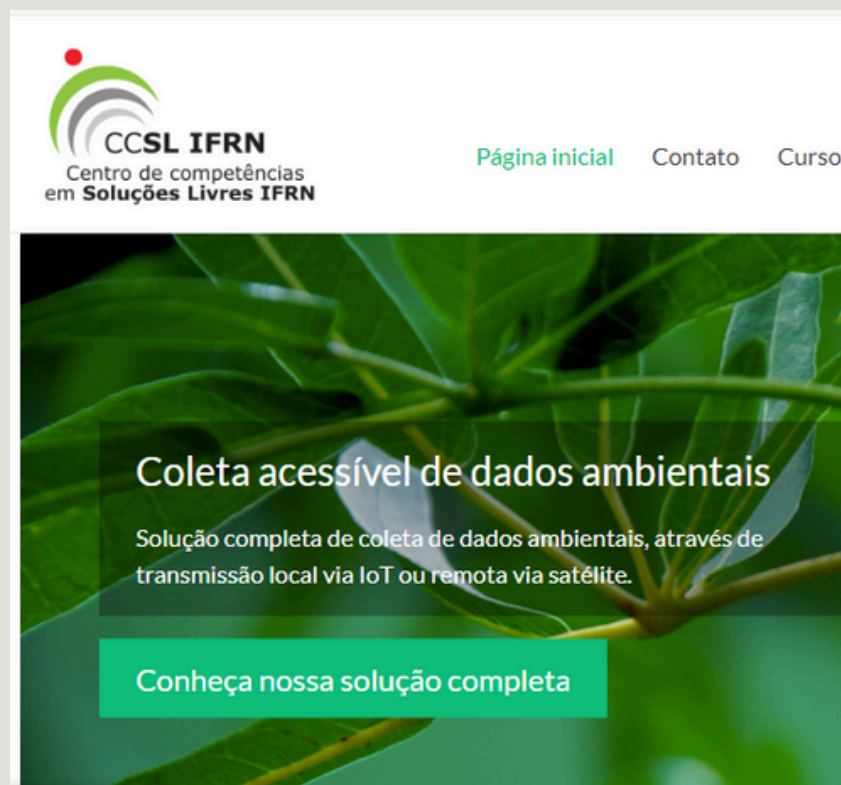 CCSL IFRN
Centro de competências
em Soluções Livres IFRN
Página inicial Contato Curso
Coleta acessível de dados ambientais
Solução completa de coleta de dados ambientais, através de
transmissão local via IoT ou remota via satélite.
Conheça nossa solução completa